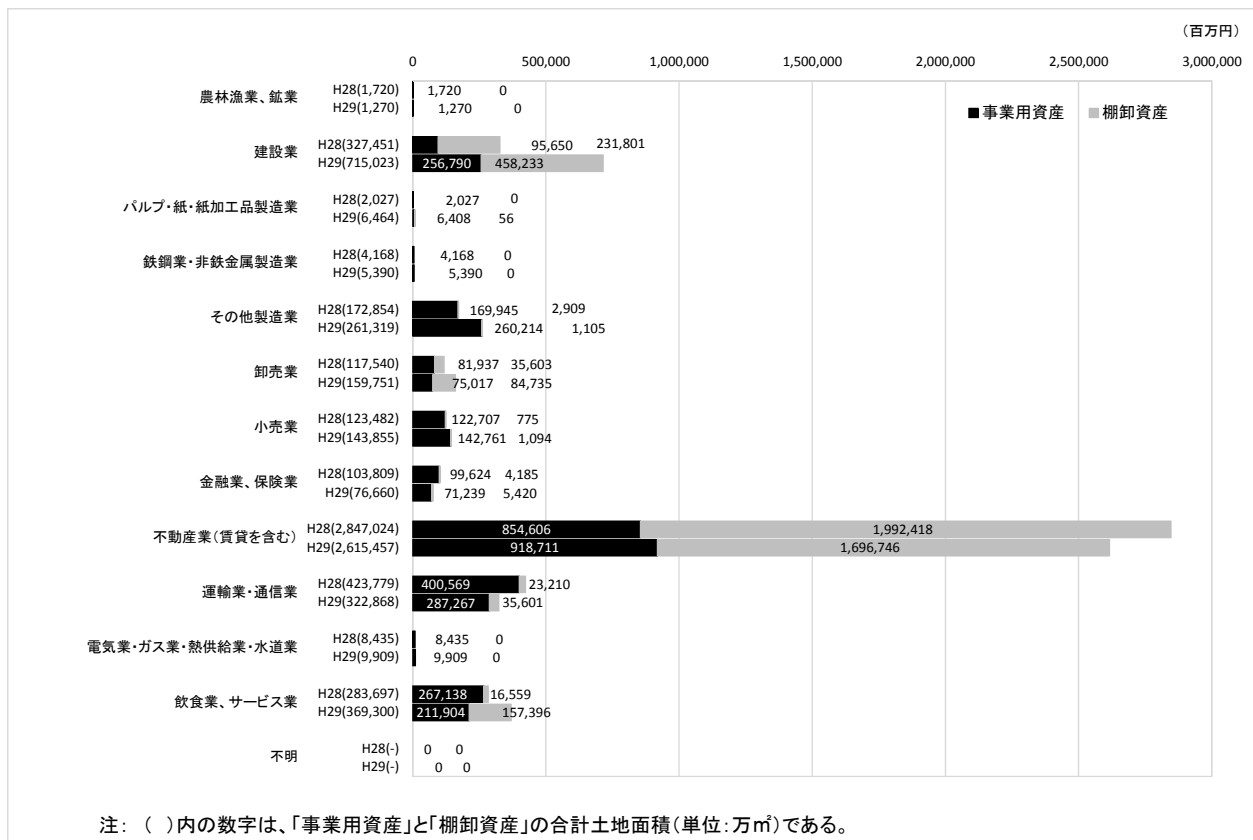 （百万円）
0 500,000 1,000,000 1,500,000 2,000,000 2,500,000 3,000,000
■事業用資産 ■棚卸資産
農林漁業、鉱業
H28(1,720) 1,720 0
H29(1,270) 1,270 0
建設業
H28(327,451) 95,650 231,801
H29(715,023) 256,790 458,233
パルプ・紙・紙加工品製造業
H28(2,027) 2,027 0
H29(6,464) 6,408 56
鉄鋼業・非鉄金属製造業
H28(4,168) 4,168 0
H29(5,390) 5,390 0
その他製造業
H28(172,854) 169,945 2,909
H29(261,319) 260,214 1,105
卸売業
H28(117,540) 81,937 35,603
H29(159,751) 75,017 84,735
小売業
H28(123,482) 122,707 775
H29(143,855) 142,761 1,094
金融業、保険業
H28(103,809) 99,624 4,185
H29(76,660) 71,239 5,420
不動産業（賃貸を含む）
H28(2,847,024) 854,606 1,992,418
H29(2,615,457) 918,711 1,696,746
運輸業・通信業
H28(423,779) 400,569 23,210
H29(322,868) 287,267 35,601
電気業・ガス業・熱供給業・水道業
H28(8,435) 8,435 0
H29(9,909) 9,909 0
飲食業、サービス業
H28(283,697) 267,138 16,559
H29(369,300) 211,904 157,396
不明
H28(-) 0 0
H29(-) 0 0
注：（ ）内の数字は、「事業用資産」と「棚卸資産」の合計土地面積（単位：万㎡）である。